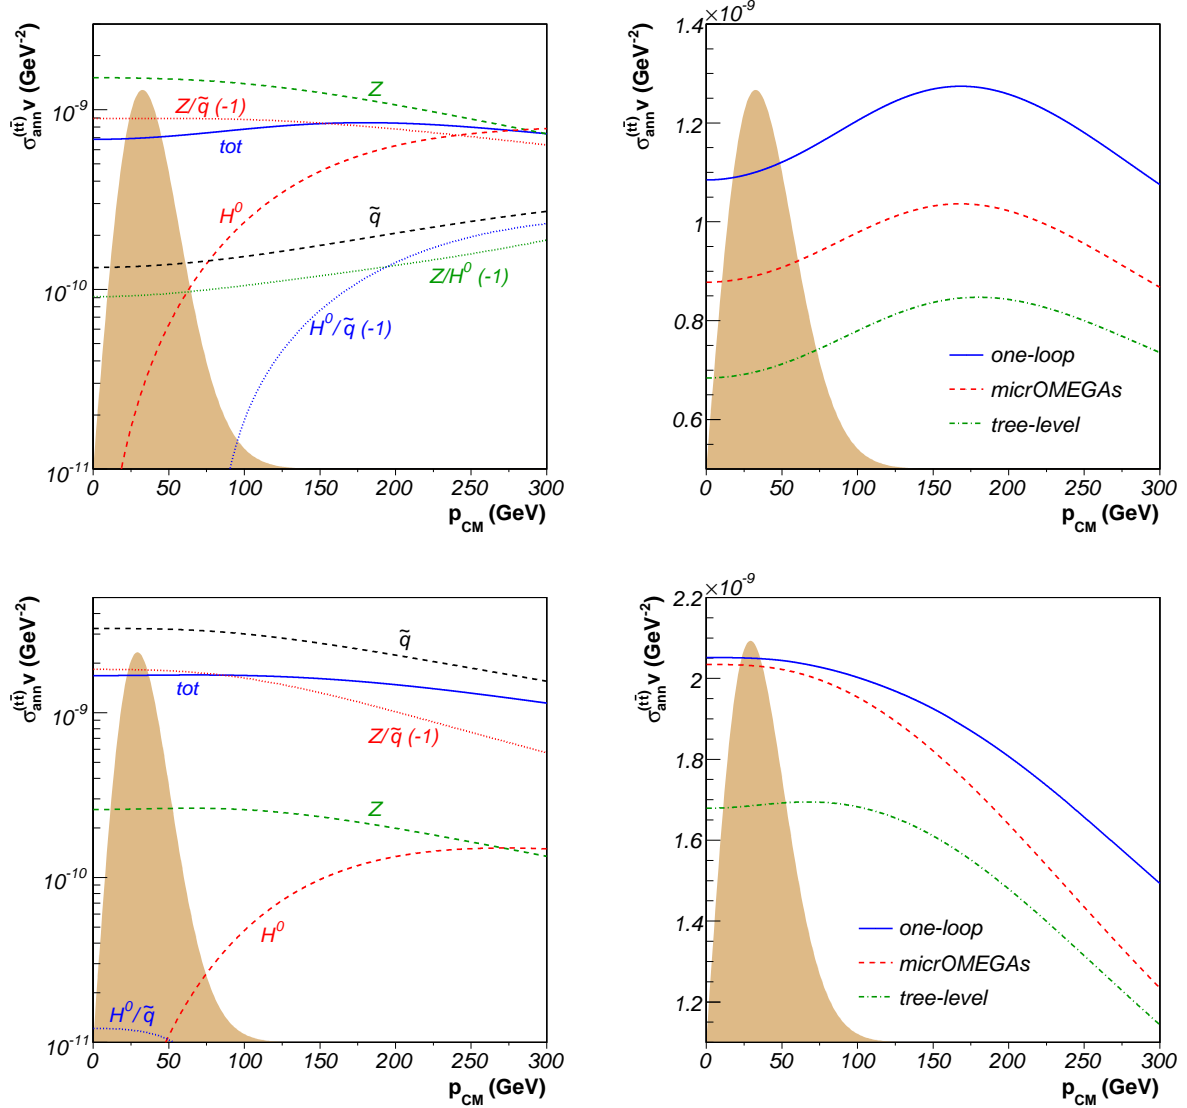 σ_ann^(tt̄) v (GeV⁻²)
10⁻⁹
10⁻¹⁰
10⁻¹¹
Z
Z/q̃ (-1)
tot
H⁰
q̃
Z/H⁰ (-1)
H⁰/q̃ (-1)
0 50 100 150 200 250 300
p_CM (GeV)
×10⁻⁹
σ_ann^(tt̄) v (GeV⁻²)
1.4
1.2
1
0.8
0.6
one-loop
micrOMEGAs
tree-level
0 50 100 150 200 250 300
p_CM (GeV)
σ_ann^(tt̄) v (GeV⁻²)
10⁻⁹
10⁻¹⁰
10⁻¹¹
q̃
tot
Z/q̃ (-1)
Z
H⁰
H⁰/q̃
0 50 100 150 200 250 300
p_CM (GeV)
×10⁻⁹
σ_ann^(tt̄) v (GeV⁻²)
2.2
2
1.8
1.6
1.4
1.2
one-loop
micrOMEGAs
tree-level
0 50 100 150 200 250 300
p_CM (GeV)